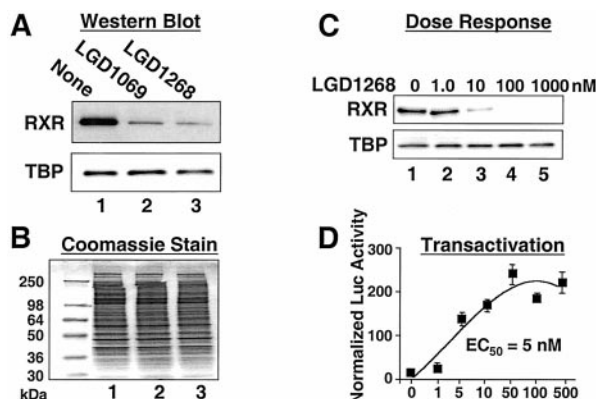 A
Western Blot
None
LGD1069
LGD1268
RXR
TBP
1 2 3
B
Coomassie Stain
250
98
64
50
36
30
kDa
1 2 3
C
Dose Response
LGD1268 0 1.0 10 100 1000 nM
RXR
TBP
1 2 3 4 5
D
Transactivation
Normalized Luc Activity
300
200
100
0
EC50 = 5 nM
0 1 5 10 50 100 500